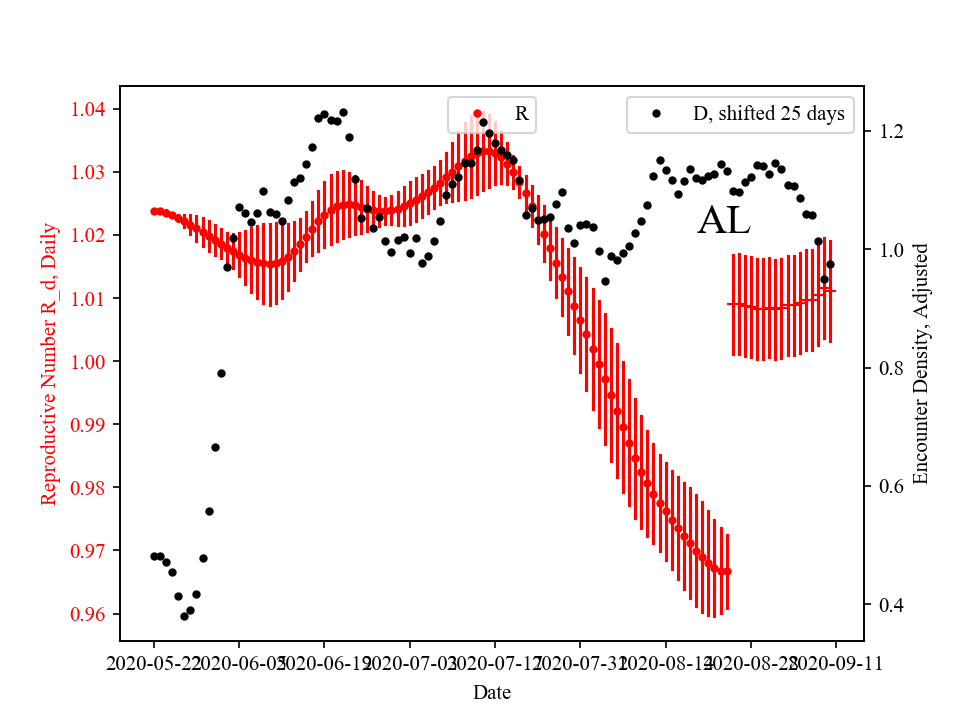 R
D, shifted 25 days
1.04
1.03
1.02
1.01
1.00
0.99
0.98
0.97
0.96
Reproductive Number R_d, Daily
AL
1.2
1.0
0.8
0.6
0.4
Encounter Density, Adjusted
2020-05-22 2020-06-05 2020-06-19 2020-07-03 2020-07-17 2020-07-31 2020-08-14 2020-08-28 2020-09-11
Date